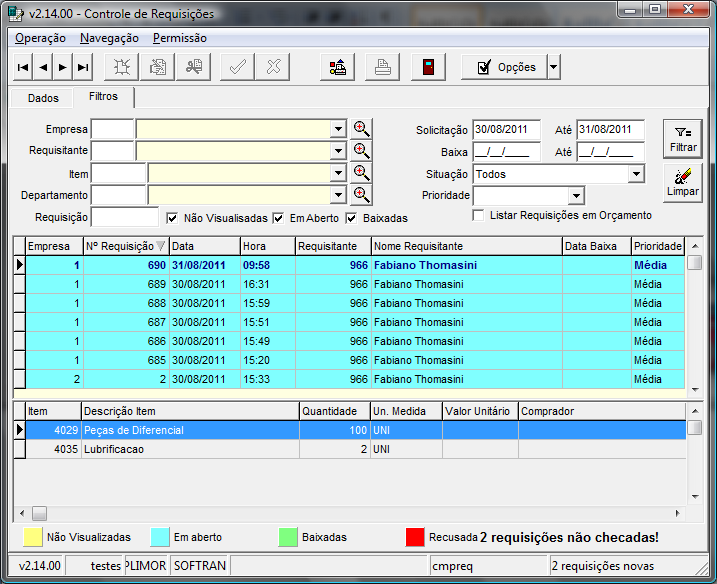 v2.14.00 - Controle de Requisições
Operação Navegação Permissão
Opções
Dados Filtros
Empresa Solicitação 30/08/2011 Até 31/08/2011
Requisitante Baixa __/__/____ Até __/__/____
Filtrar
Item Situação Todos
Departamento Prioridade
Limpar
Requisição Não Visualisadas Em Aberto Baixadas Listar Requisições em Orçamento
Empresa Nº Requisição Data Hora Requisitante Nome Requisitante Data Baixa Prioridade
1 690 31/08/2011 09:58 966 Fabiano Thomasini Média
1 689 30/08/2011 16:31 966 Fabiano Thomasini Média
1 688 30/08/2011 15:59 966 Fabiano Thomasini Média
1 687 30/08/2011 15:51 966 Fabiano Thomasini Média
1 686 30/08/2011 15:49 966 Fabiano Thomasini Média
1 685 30/08/2011 15:20 966 Fabiano Thomasini Média
2 2 30/08/2011 15:33 966 Fabiano Thomasini Média
Item Descrição Item Quantidade Un. Medida Valor Unitário Comprador
4029 Peças de Diferencial 100 UNI
4035 Lubrificacao 2 UNI
Não Visualizadas Em aberto Baixadas Recusada 2 requisições não checadas!
v2.14.00 testes PLIMOR SOFTRAN cmpreq 2 requisições novas